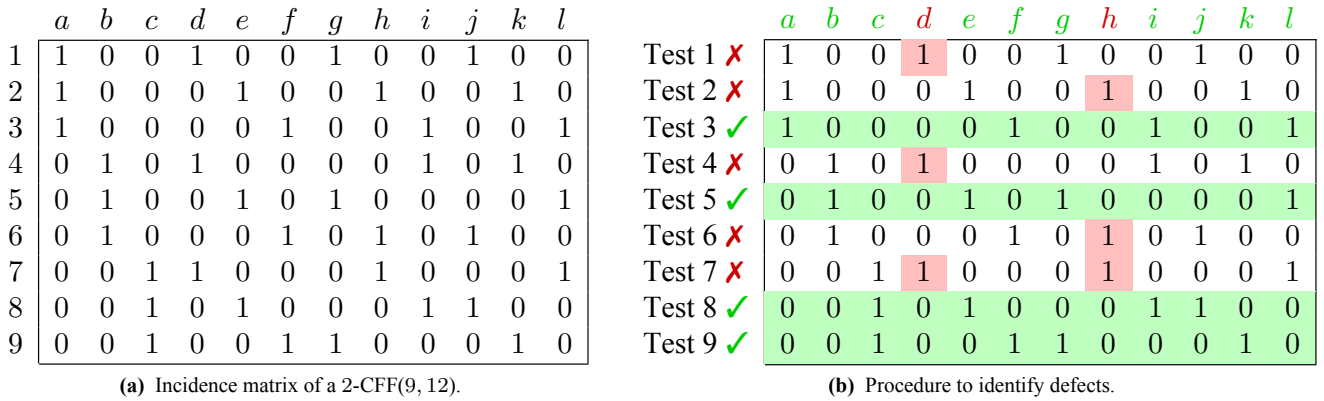 a b c d e f g h i j k l
1 1 0 0 1 0 0 1 0 0 1 0 0
2 1 0 0 0 1 0 0 1 0 0 1 0
3 1 0 0 0 0 1 0 0 1 0 0 1
4 0 1 0 1 0 0 0 0 1 0 1 0
5 0 1 0 0 1 0 1 0 0 0 0 1
6 0 1 0 0 0 1 0 1 0 1 0 0
7 0 0 1 1 0 0 0 1 0 0 0 1
8 0 0 1 0 1 0 0 0 1 1 0 0
9 0 0 1 0 0 1 1 0 0 0 1 0
(a) Incidence matrix of a 2-CFF(9, 12).
a b c d e f g h i j k l
Test 1 ✗ 1 0 0 1 0 0 1 0 0 1 0 0
Test 2 ✗ 1 0 0 0 1 0 0 1 0 0 1 0
Test 3 ✓ 1 0 0 0 0 1 0 0 1 0 0 1
Test 4 ✗ 0 1 0 1 0 0 0 0 1 0 1 0
Test 5 ✓ 0 1 0 0 1 0 1 0 0 0 0 1
Test 6 ✗ 0 1 0 0 0 1 0 1 0 1 0 0
Test 7 ✗ 0 0 1 1 0 0 0 1 0 0 0 1
Test 8 ✓ 0 0 1 0 1 0 0 0 1 1 0 0
Test 9 ✓ 0 0 1 0 0 1 1 0 0 0 1 0
(b) Procedure to identify defects.